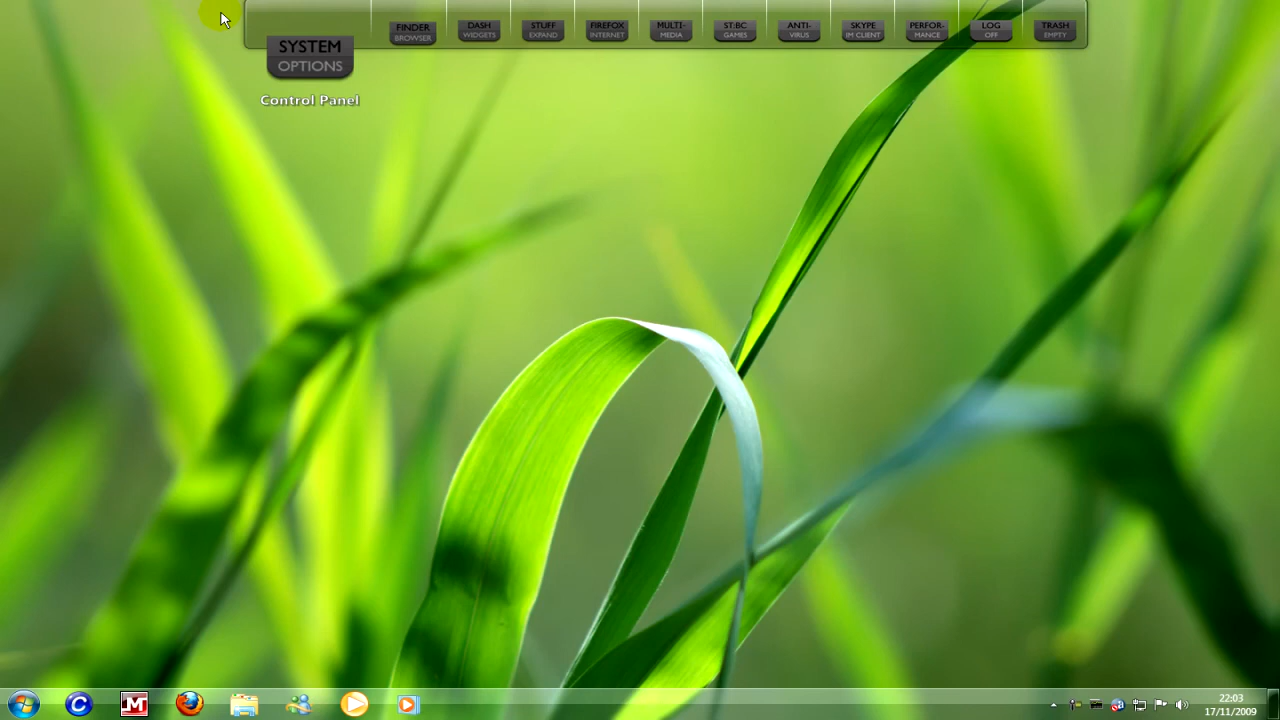 SYSTEM
OPTIONS
Control Panel
FINDER
BROWSER
DASH
WIDGETS
STUFF
EXPAND
FIREFOX
INTERNET
MULTI-
MEDIA
ST:BC
GAMES
ANTI-
VIRUS
SKYPE
IM CLIENT
PERFOR-
MANCE
LOG
OFF
TRASH
EMPTY
C
M
22:03
17/11/2009